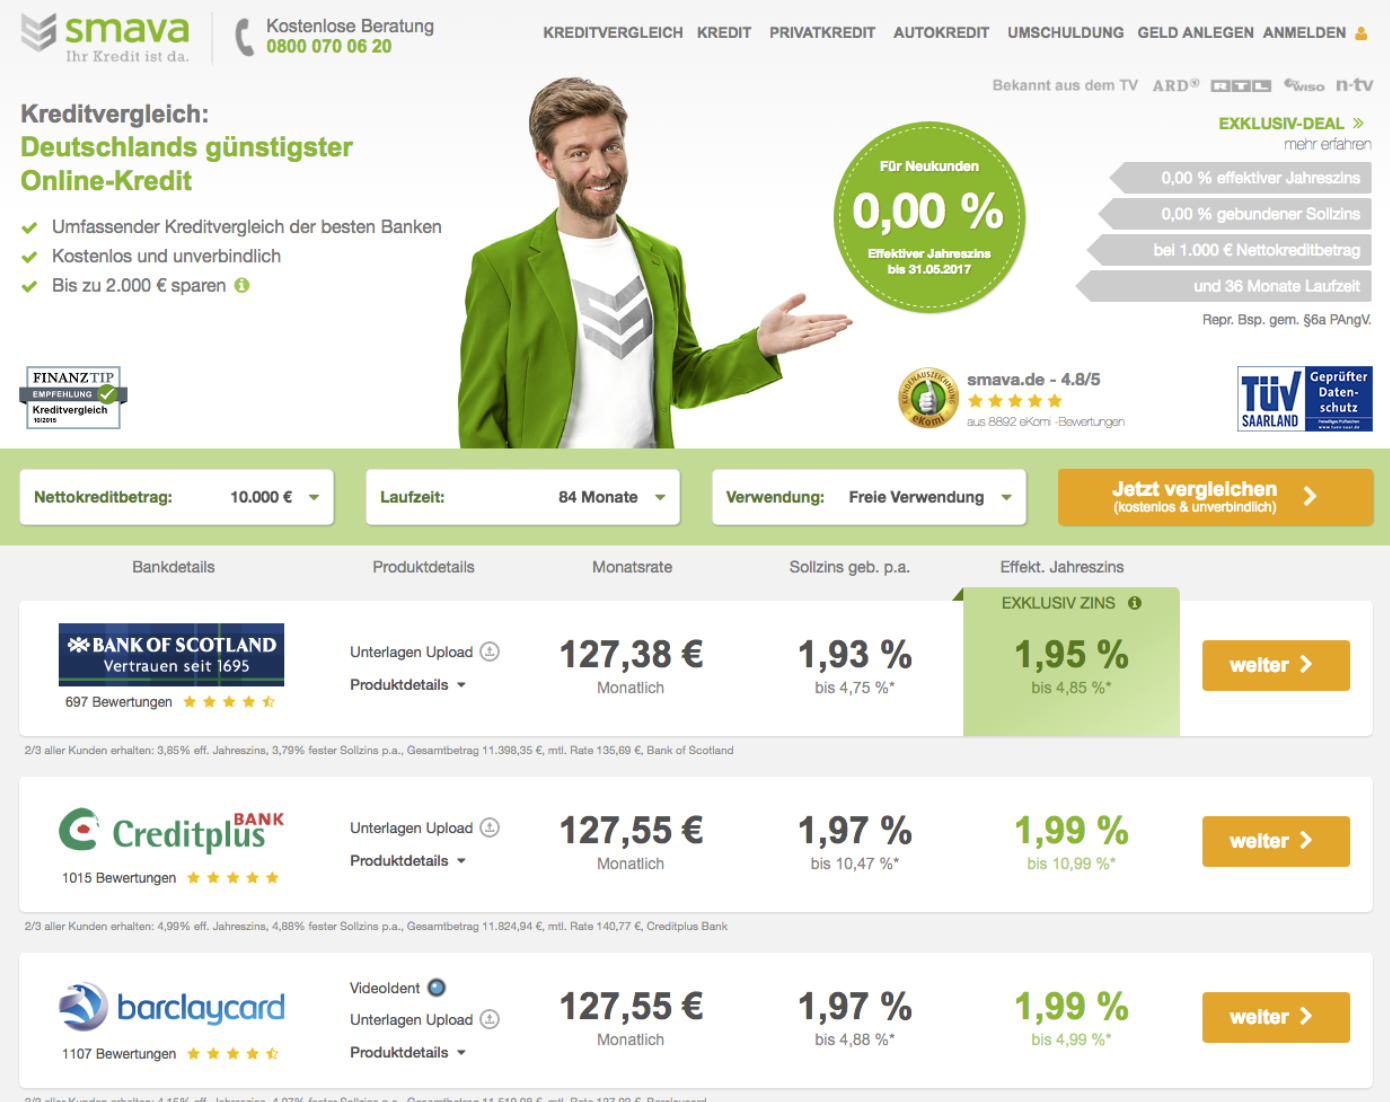 smava
Ihr Kredit ist da.
Kostenlose Beratung
0800 070 06 20
KREDITVERGLEICH KREDIT PRIVATKREDIT AUTOKREDIT UMSCHULDUNG GELD ANLEGEN ANMELDEN
Bekannt aus dem TV ARD RTL WISO n-tv
Kreditvergleich:
Deutschlands günstigster
Online-Kredit
Umfassender Kreditvergleich der besten Banken
Kostenlos und unverbindlich
Bis zu 2.000 € sparen
Für Neukunden
0,00 %
Effektiver Jahreszins
bis 31.05.2017
EXKLUSIV-DEAL »
mehr erfahren
0,00 % effektiver Jahreszins
0,00 % gebundener Sollzins
bei 1.000 € Nettokreditbetrag
und 36 Monate Laufzeit
Repr. Bsp. gem. §6a PAngV.
FINANZTIP
EMPFEHLUNG
Kreditvergleich
10/2015
KUNDENAUSZEICHNUNG
eKomi
smava.de - 4.8/5
aus 8892 eKomi -Bewertungen
TÜV
SAARLAND
Geprüfter
Daten-
schutz
Nettokreditbetrag: 10.000 €
Laufzeit: 84 Monate
Verwendung: Freie Verwendung
Jetzt vergleichen
(kostenlos & unverbindlich)
Bankdetails Produktdetails Monatsrate Sollzins geb. p.a. Effekt. Jahreszins
EXKLUSIV ZINS
BANK OF SCOTLAND
Vertrauen seit 1695
697 Bewertungen
Unterlagen Upload
Produktdetails
127,38 €
Monatlich
1,93 %
bis 4,75 %*
1,95 %
bis 4,85 %*
weiter
2/3 aller Kunden erhalten: 3,85% eff. Jahreszins, 3,79% fester Sollzins p.a., Gesamtbetrag 11.398,35 €, mtl. Rate 135,69 €, Bank of Scotland
Creditplus BANK
1015 Bewertungen
Unterlagen Upload
Produktdetails
127,55 €
Monatlich
1,97 %
bis 10,47 %*
1,99 %
bis 10,99 %*
weiter
2/3 aller Kunden erhalten: 4,99% eff. Jahreszins, 4,88% fester Sollzins p.a., Gesamtbetrag 11.824,94 €, mtl. Rate 140,77 €, Creditplus Bank
barclaycard
1107 Bewertungen
VideoIdent
Unterlagen Upload
Produktdetails
127,55 €
Monatlich
1,97 %
bis 4,88 %*
1,99 %
bis 4,99 %*
weiter